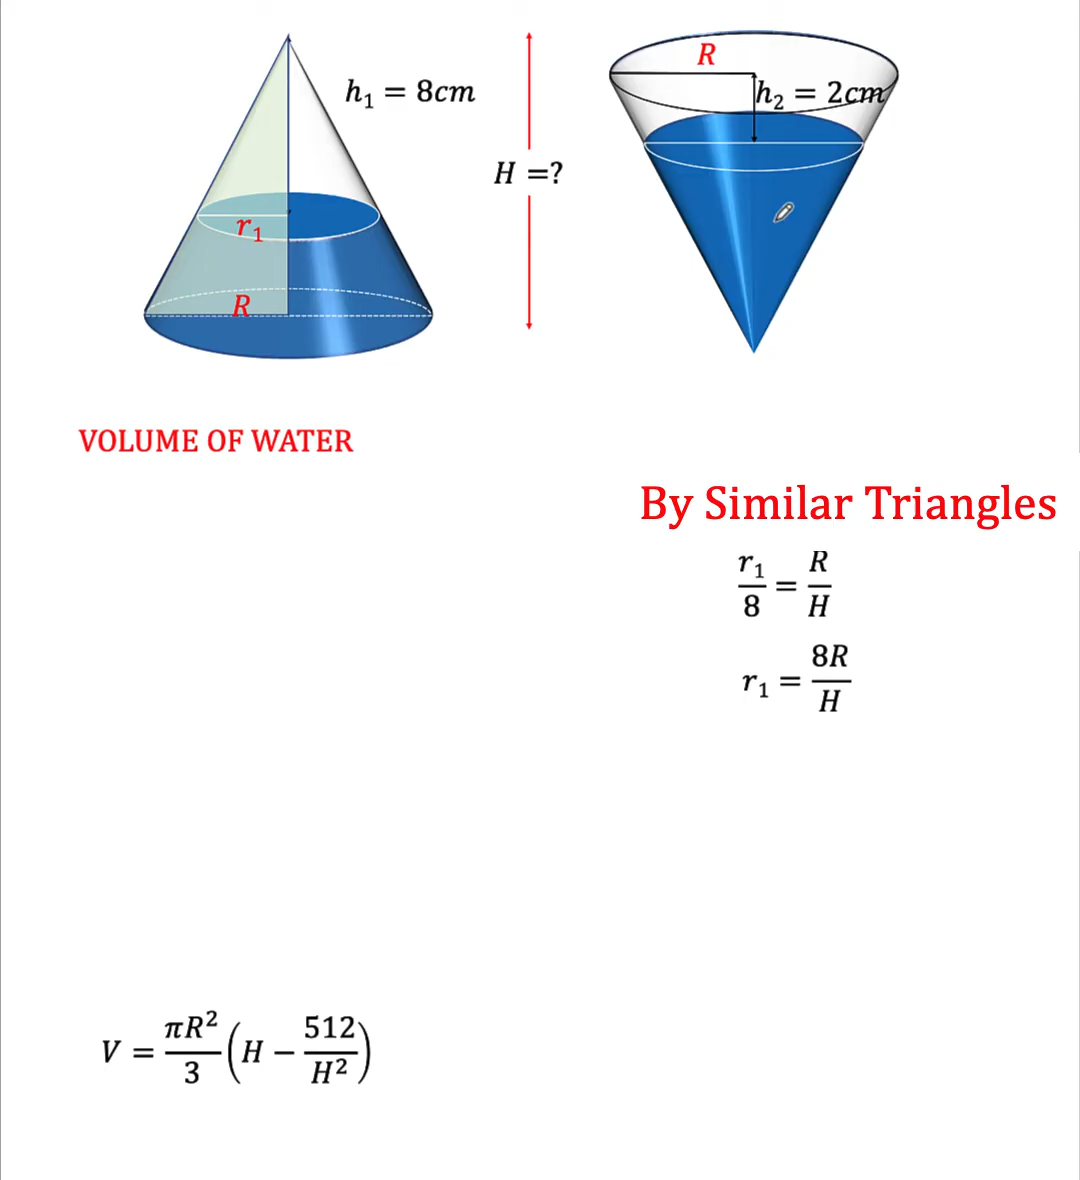 h₁ = 8cm
R
h₂ = 2cm
H =?
r₁
R
VOLUME OF WATER
By Similar Triangles
r₁/8 = R/H
r₁ = 8R/H
V = πR²/3 (H − 512/H²)